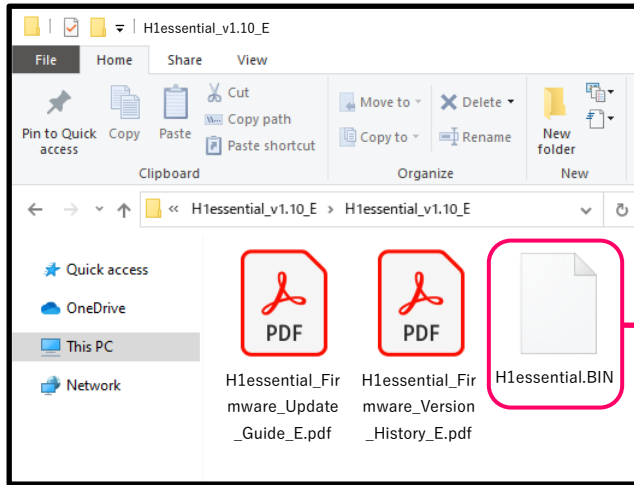 H1essential_v1.10_E
File Home Share View
Pin to Quick access
Copy
Paste
Cut
Copy path
Paste shortcut
Clipboard
Move to
Copy to
Delete
Rename
Organize
New folder
New
« H1essential_v1.10_E › H1essential_v1.10_E
Quick access
OneDrive
This PC
Network
PDF
H1essential_Fir
mware_Update
_Guide_E.pdf
PDF
H1essential_Fir
mware_Version
_History_E.pdf
H1essential.BIN